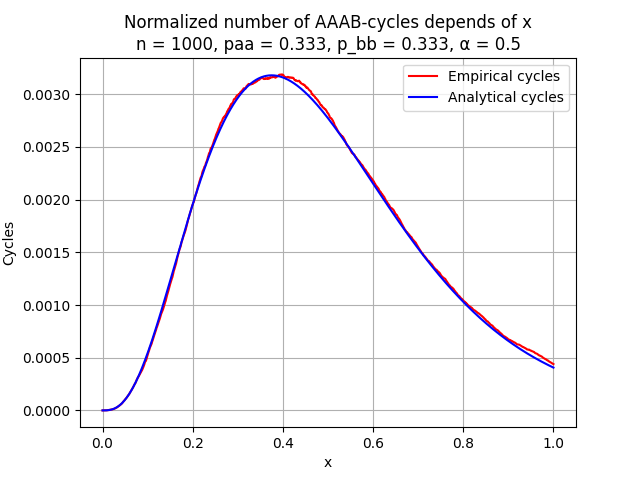 Normalized number of AAAB-cycles depends of x
n = 1000, paa = 0.333, p_bb = 0.333, α = 0.5
Empirical cycles
Analytical cycles
Cycles
0.0030
0.0025
0.0020
0.0015
0.0010
0.0005
0.0000
0.0 0.2 0.4 0.6 0.8 1.0
x